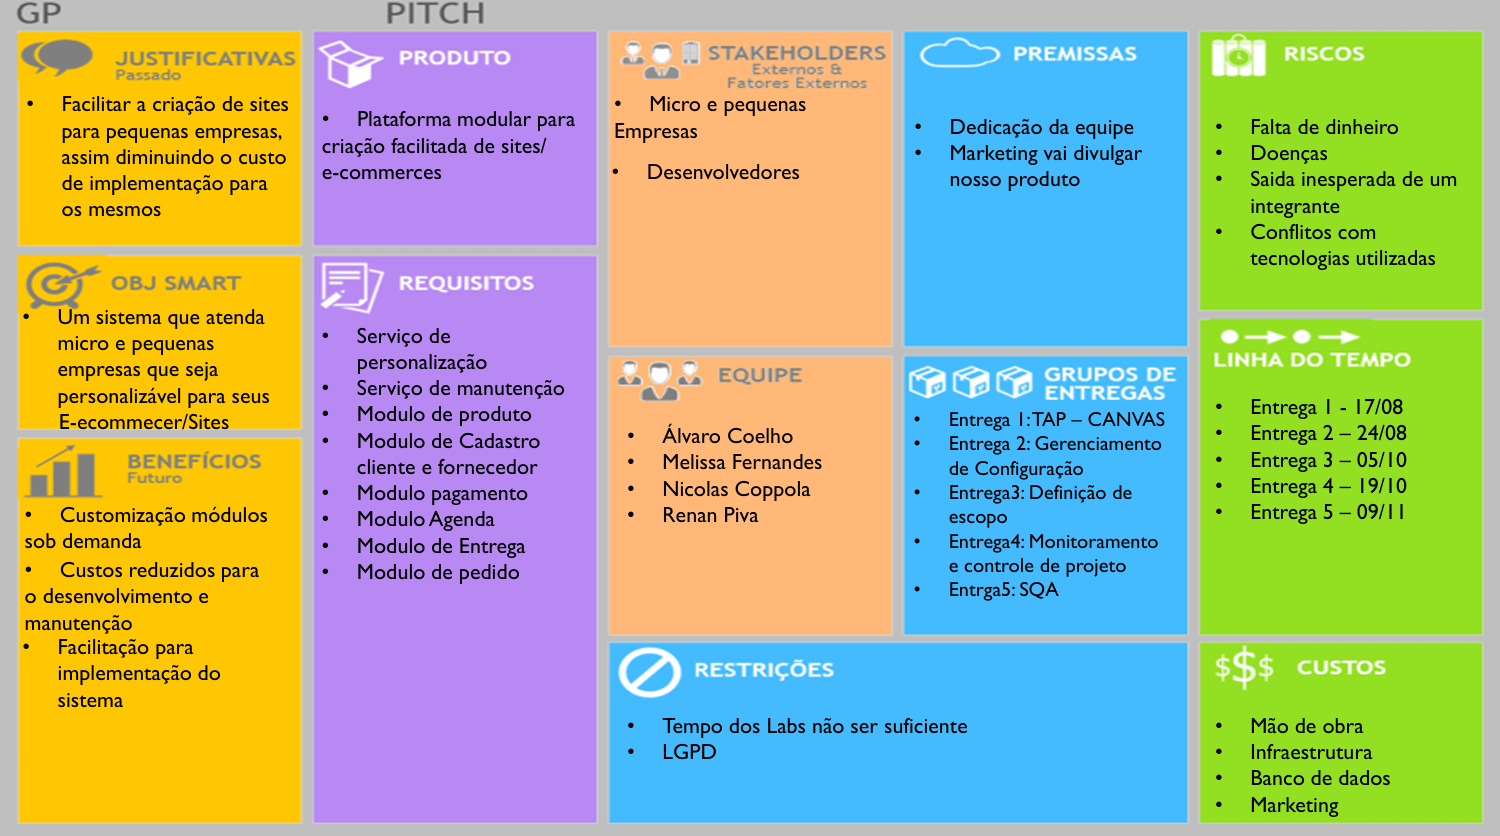 GP
PITCH
JUSTIFICATIVAS
Passado
• Facilitar a criação de sites
para pequenas empresas,
assim diminuindo o custo
de implementação para
os mesmos
OBJ SMART
• Um sistema que atenda
micro e pequenas
empresas que seja
personalizável para seus
E-ecommecer/Sites
BENEFÍCIOS
Futuro
• Customização módulos
sob demanda
• Custos reduzidos para
o desenvolvimento e
manutenção
• Facilitação para
implementação do
sistema
PRODUTO
• Plataforma modular para
criação facilitada de sites/
e-commerces
REQUISITOS
• Serviço de
personalização
• Serviço de manutenção
• Modulo de produto
• Modulo de Cadastro
cliente e fornecedor
• Modulo pagamento
• Modulo Agenda
• Modulo de Entrega
• Modulo de pedido
STAKEHOLDERS
Externos &
Fatores Externos
• Micro e pequenas
Empresas
• Desenvolvedores
EQUIPE
• Álvaro Coelho
• Melissa Fernandes
• Nicolas Coppola
• Renan Piva
PREMISSAS
• Dedicação da equipe
• Marketing vai divulgar
nosso produto
GRUPOS DE
ENTREGAS
• Entrega 1: TAP – CANVAS
• Entrega 2: Gerenciamento
de Configuração
• Entrega3: Definição de
escopo
• Entrega4: Monitoramento
e controle de projeto
• Entrga5: SQA
RESTRIÇÕES
• Tempo dos Labs não ser suficiente
• LGPD
RISCOS
• Falta de dinheiro
• Doenças
• Saida inesperada de um
integrante
• Conflitos com
tecnologias utilizadas
LINHA DO TEMPO
• Entrega 1 - 17/08
• Entrega 2 – 24/08
• Entrega 3 – 05/10
• Entrega 4 – 19/10
• Entrega 5 – 09/11
$$$ CUSTOS
• Mão de obra
• Infraestrutura
• Banco de dados
• Marketing